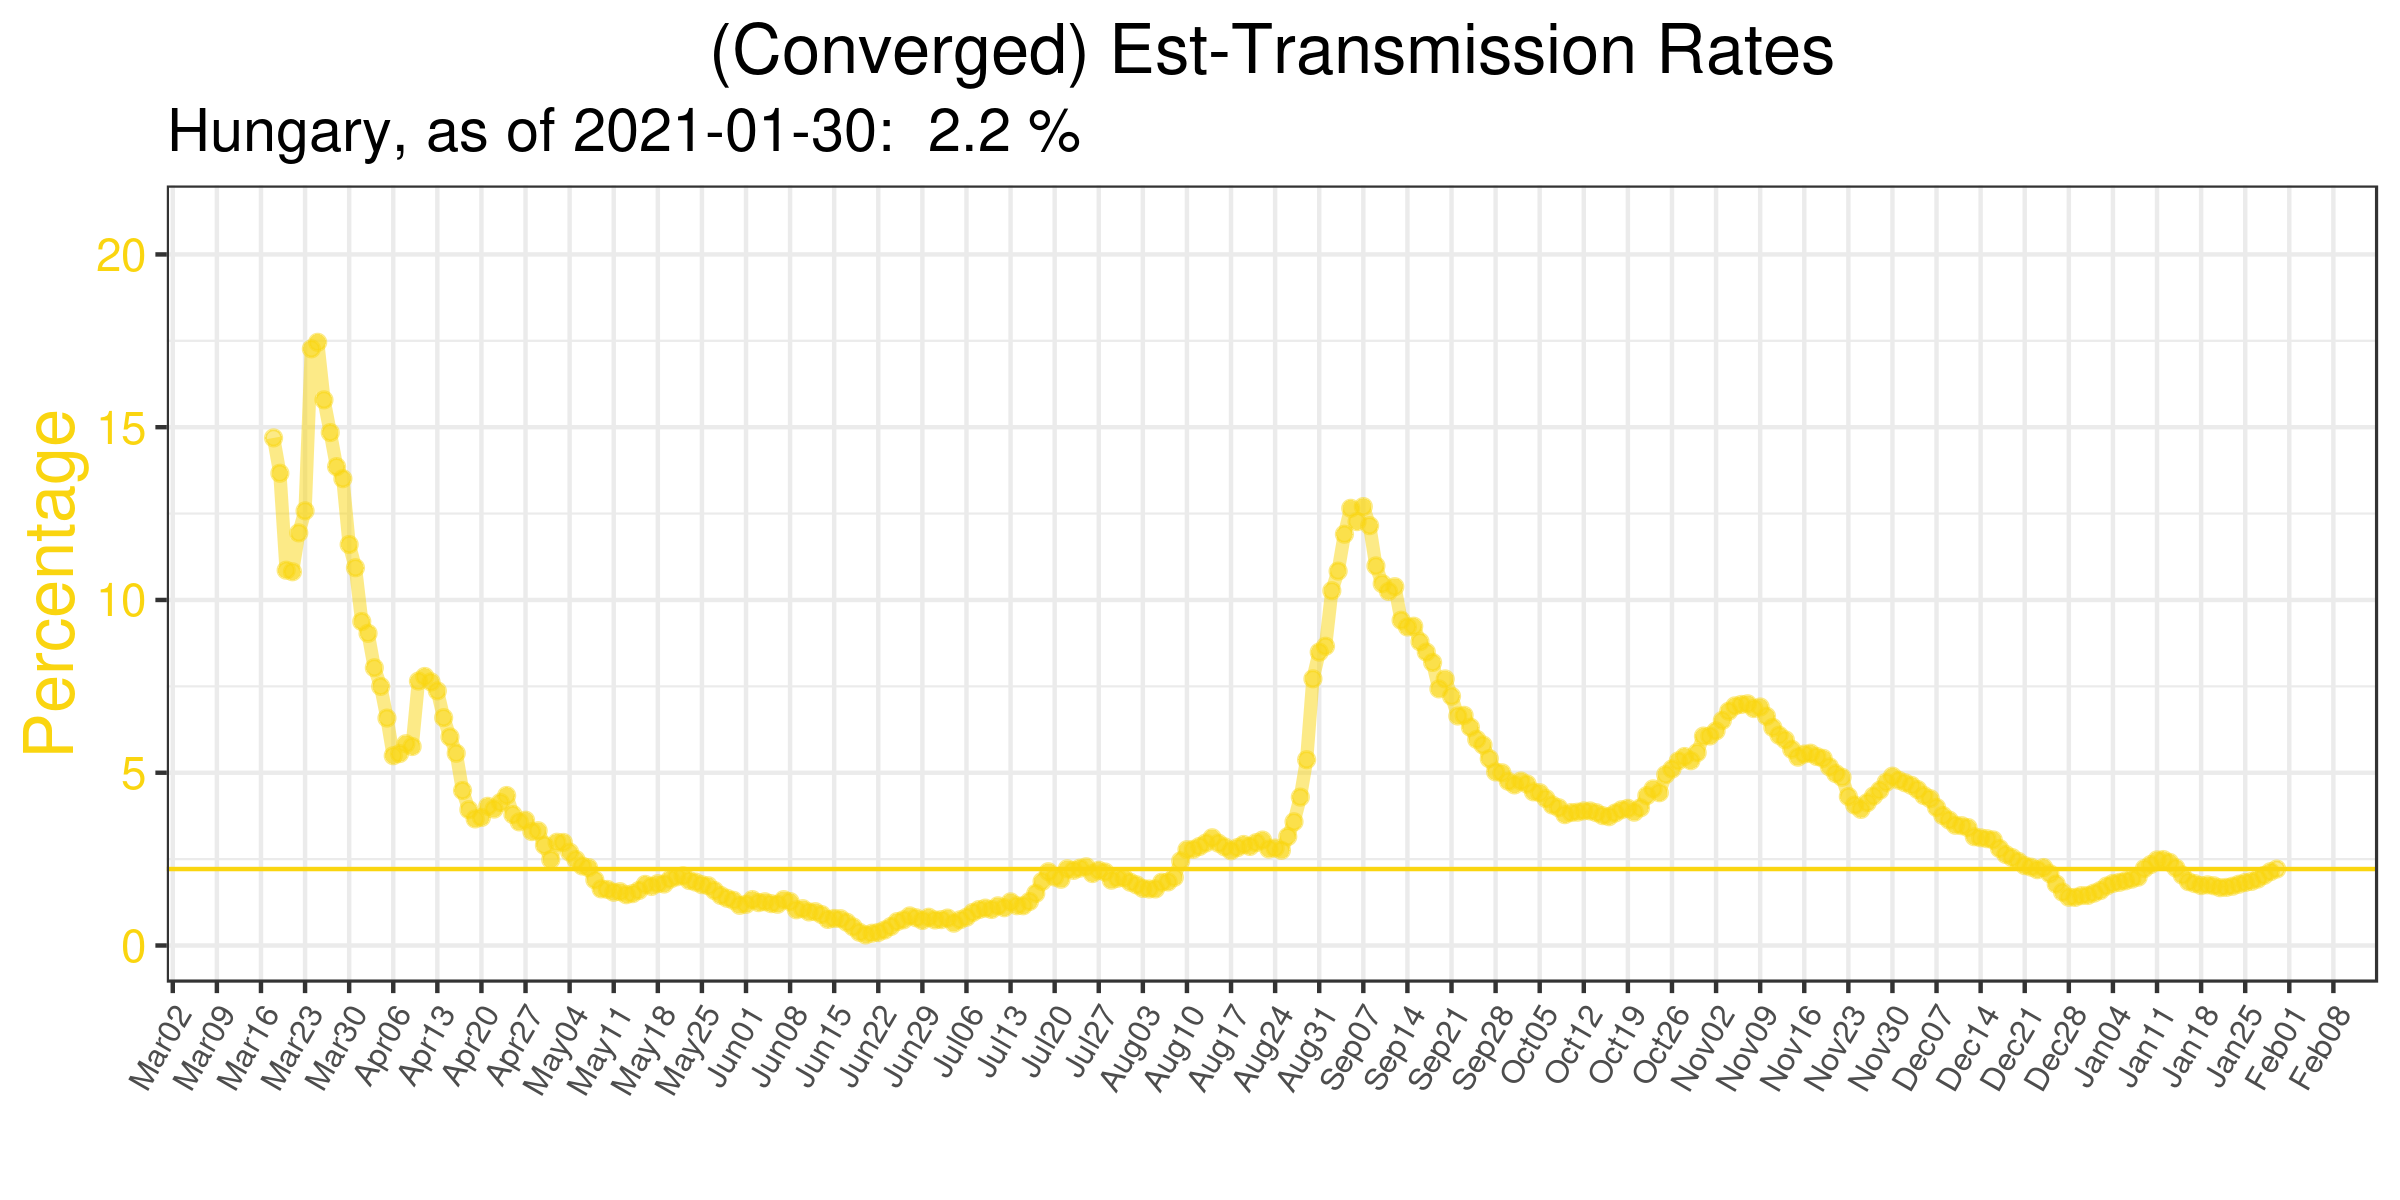 (Converged) Est-Transmission Rates
Hungary, as of 2021-01-30:  2.2 %
Percentage
20
15
10
5
0
Mar02
Mar09
Mar16
Mar23
Mar30
Apr06
Apr13
Apr20
Apr27
May04
May11
May18
May25
Jun01
Jun08
Jun15
Jun22
Jun29
Jul06
Jul13
Jul20
Jul27
Aug03
Aug10
Aug17
Aug24
Aug31
Sep07
Sep14
Sep21
Sep28
Oct05
Oct12
Oct19
Oct26
Nov02
Nov09
Nov16
Nov23
Nov30
Dec07
Dec14
Dec21
Dec28
Jan04
Jan11
Jan18
Jan25
Feb01
Feb08